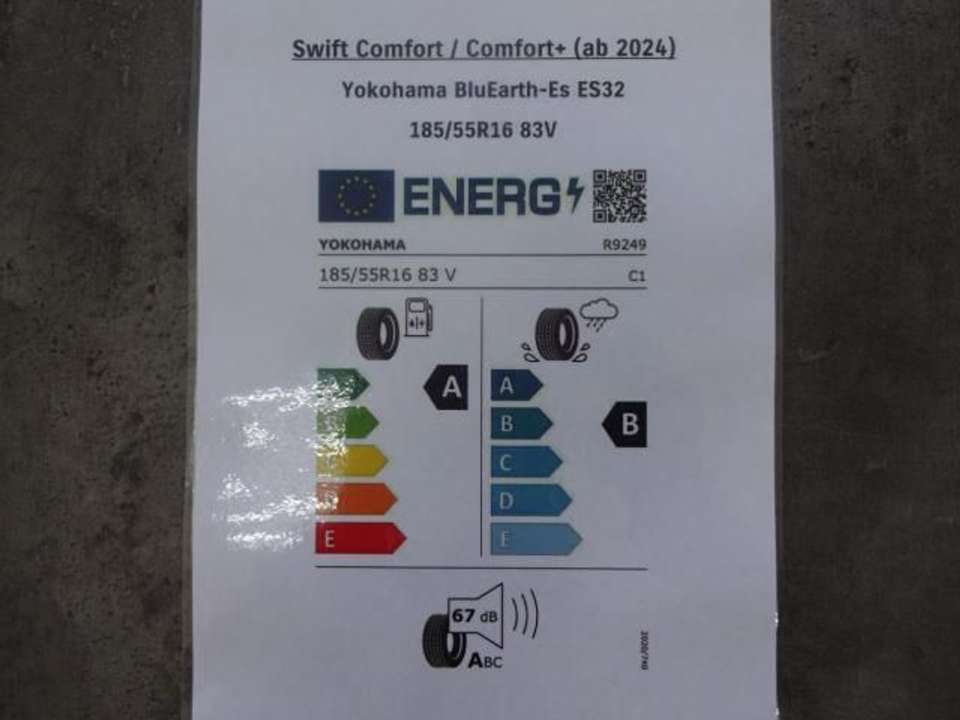 Swift Comfort / Comfort+ (ab 2024)
Yokohama BluEarth-Es ES32
185/55R16 83V
ENERG
YOKOHAMA R9249
185/55R16 83 V C1
A A
A
B
B B
C
D D
E E
67 dB
ABC
2020/740